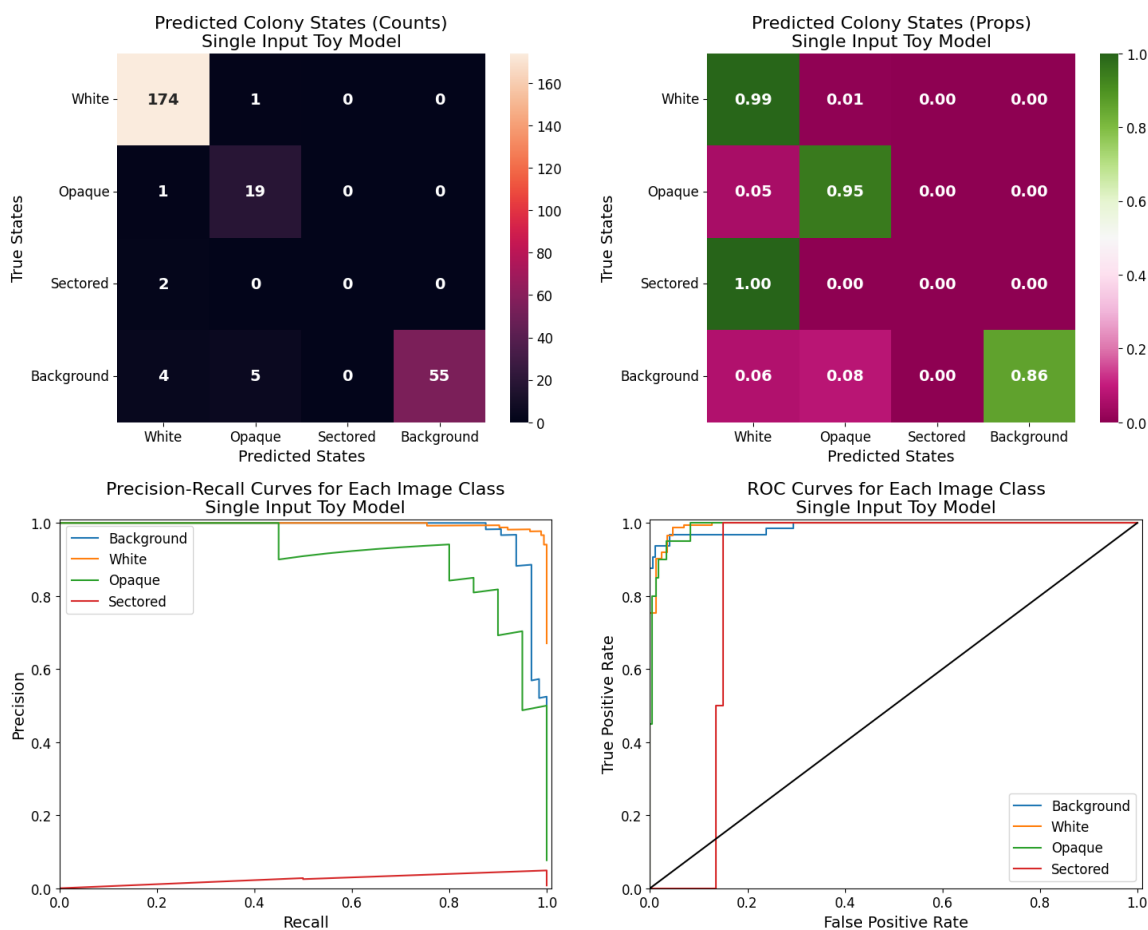 Predicted Colony States (Counts)
Single Input Toy Model
True States
White
Opaque
Sectored
Background
174 1 0 0
1 19 0 0
2 0 0 0
4 5 0 55
White Opaque Sectored Background
Predicted States
160
140
120
100
80
60
40
20
0
Predicted Colony States (Props)
Single Input Toy Model
True States
White
Opaque
Sectored
Background
0.99 0.01 0.00 0.00
0.05 0.95 0.00 0.00
1.00 0.00 0.00 0.00
0.06 0.08 0.00 0.86
White Opaque Sectored Background
Predicted States
1.0
0.8
0.6
0.4
0.2
0.0
Precision-Recall Curves for Each Image Class
Single Input Toy Model
Precision
1.0
0.8
0.6
0.4
0.2
0.0
Background
White
Opaque
Sectored
0.0 0.2 0.4 0.6 0.8 1.0
Recall
ROC Curves for Each Image Class
Single Input Toy Model
True Positive Rate
1.0
0.8
0.6
0.4
0.2
0.0
Background
White
Opaque
Sectored
0.0 0.2 0.4 0.6 0.8 1.0
False Positive Rate